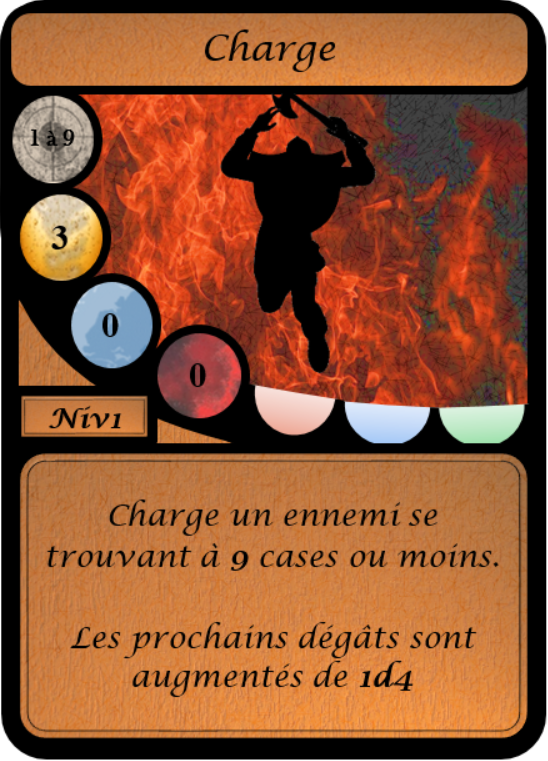 Charge
1 à 9
3
0
0
Niv1
Charge un ennemi se
trouvant à 9 cases ou moins.
Les prochains dégâts sont
augmentés de 1d4